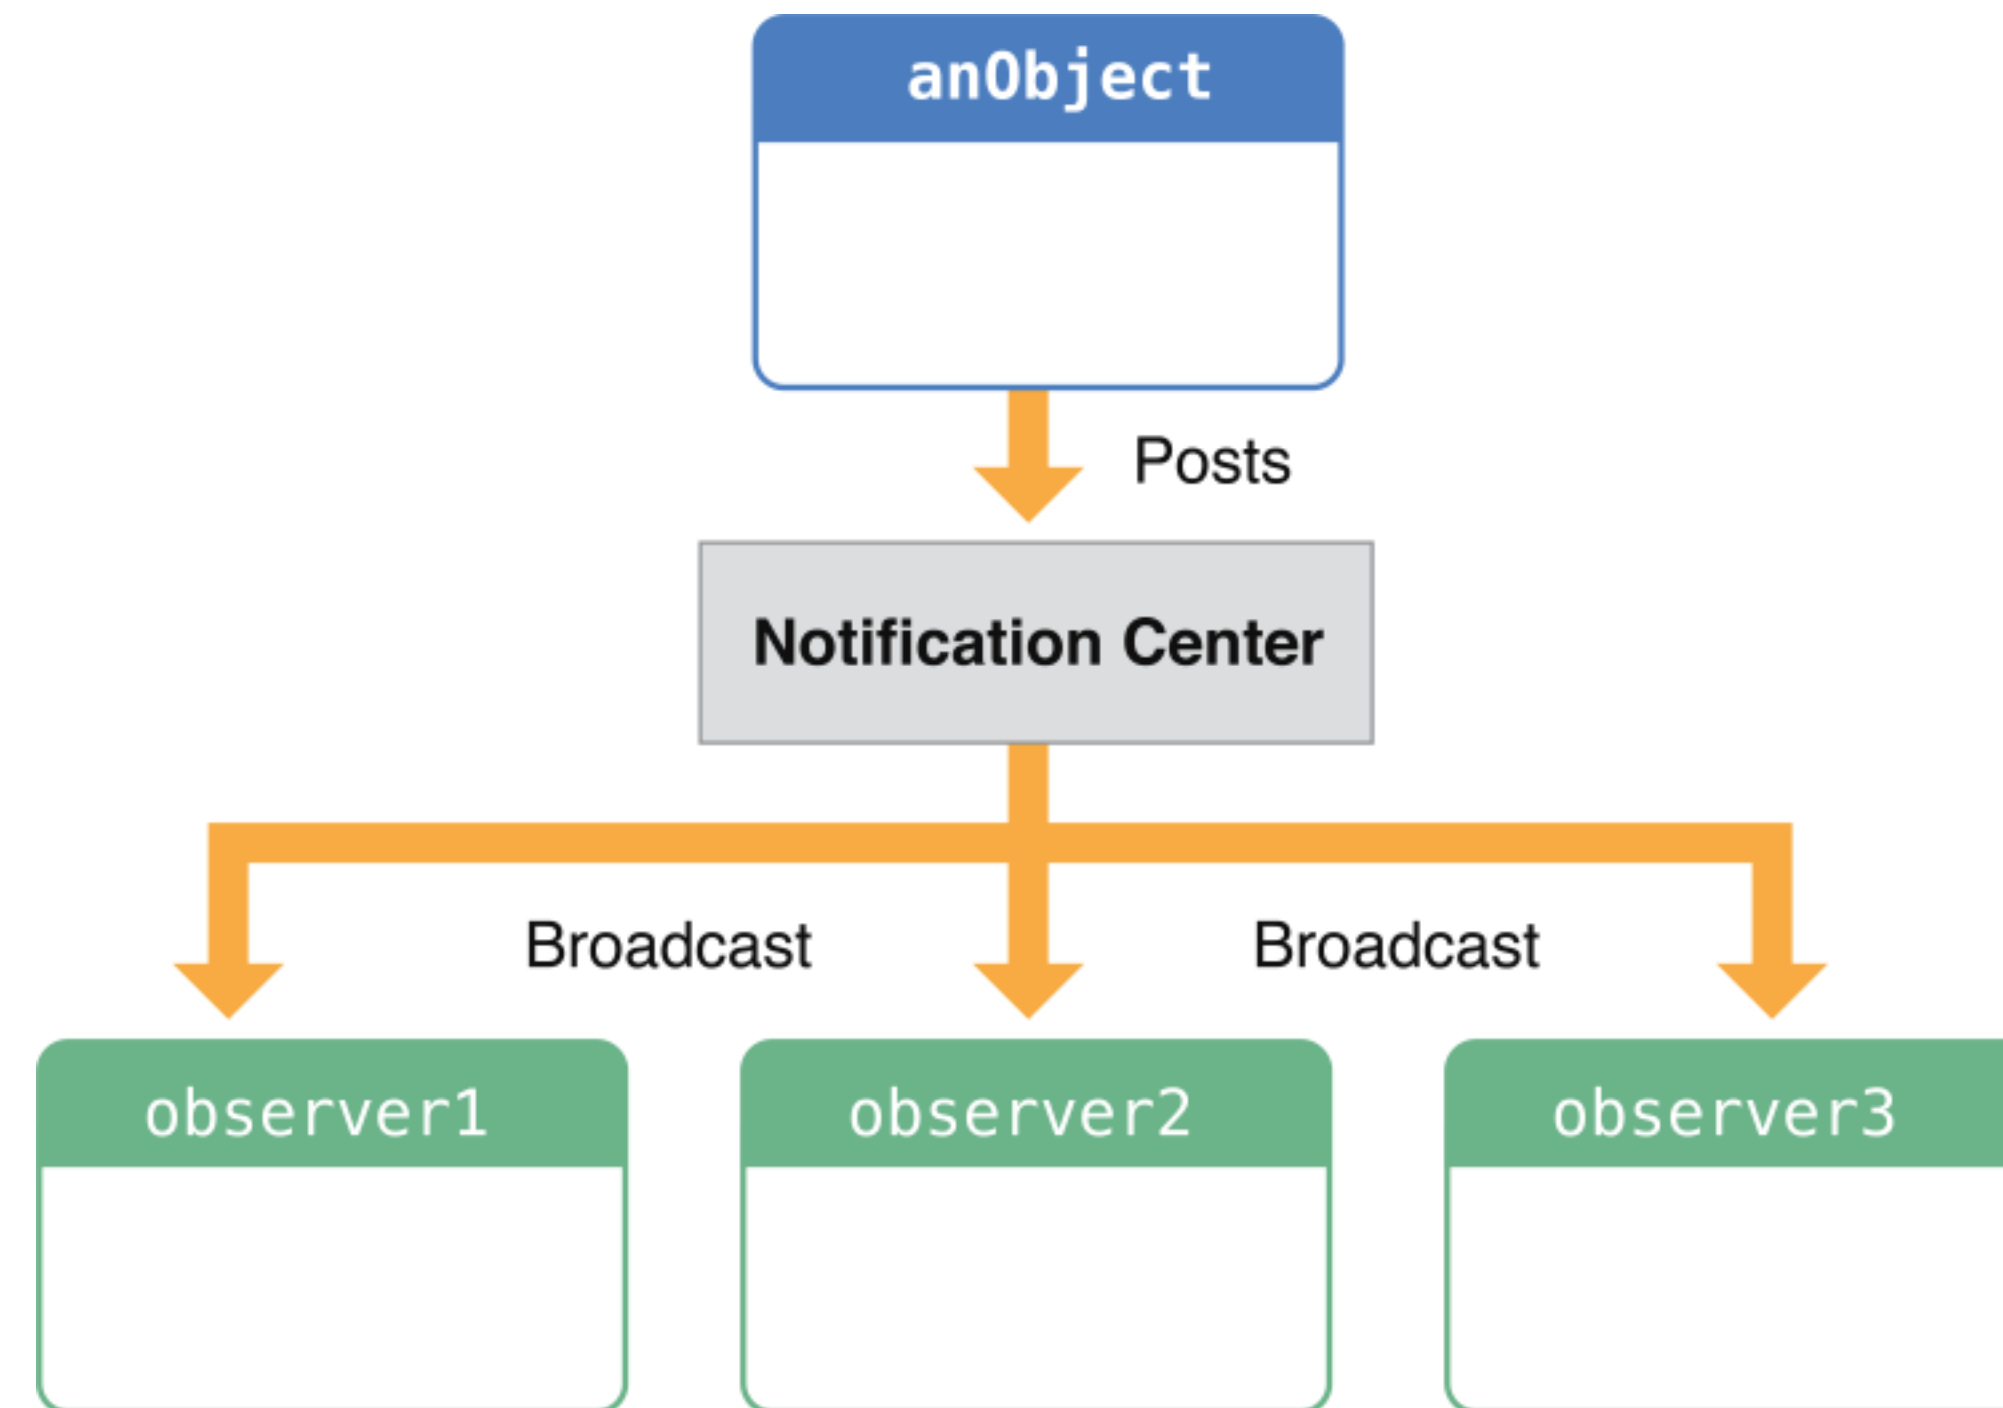 anObject
Posts
Notification Center
Broadcast
Broadcast
observer1
observer2
observer3